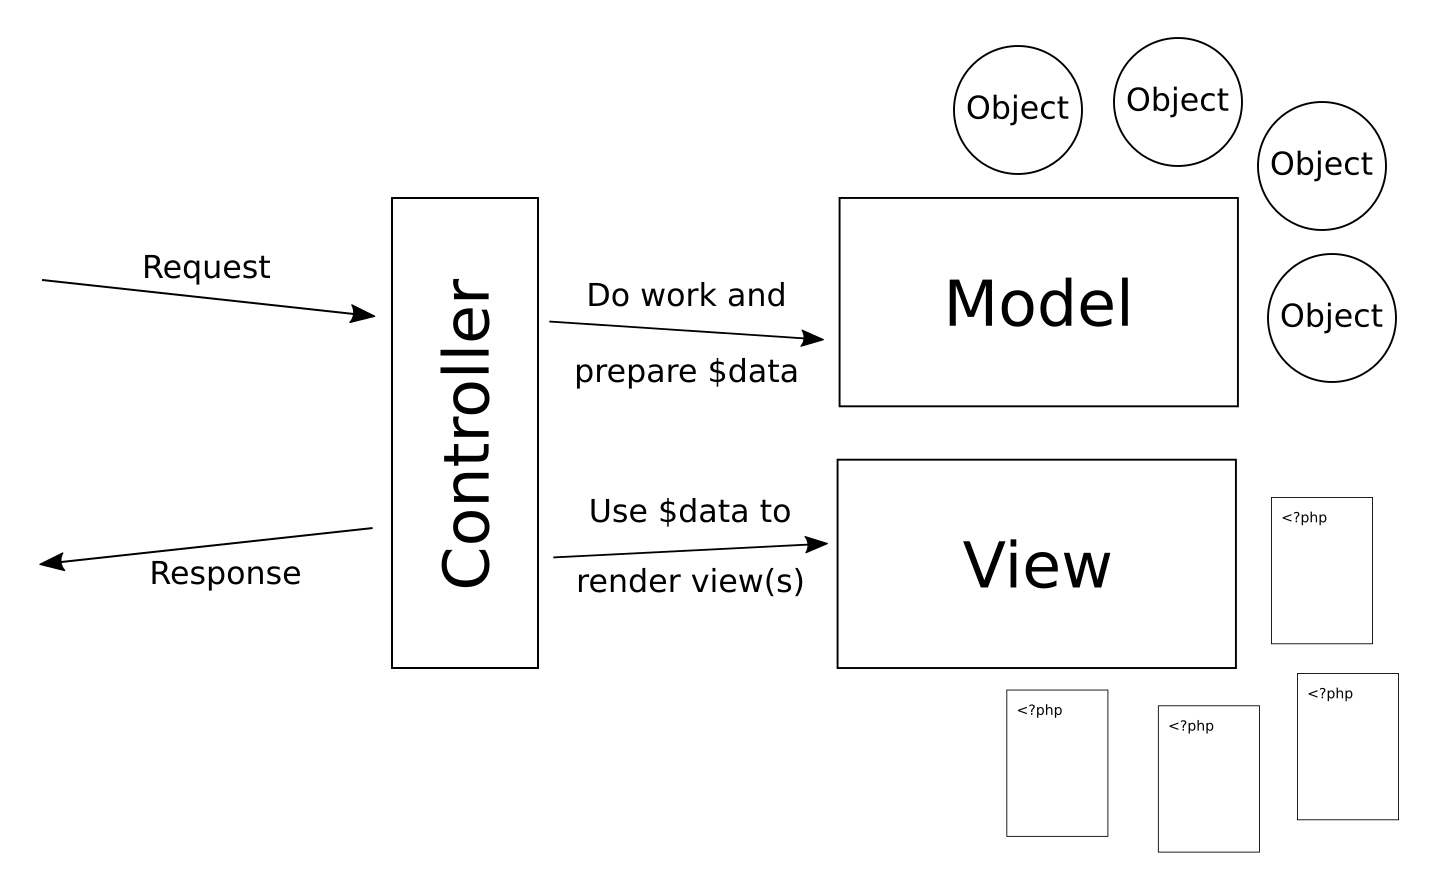 Object
Object
Object
Object
Request
Controller
Do work and
prepare $data
Model
Response
Use $data to
render view(s)
View
<?php
<?php
<?php
<?php